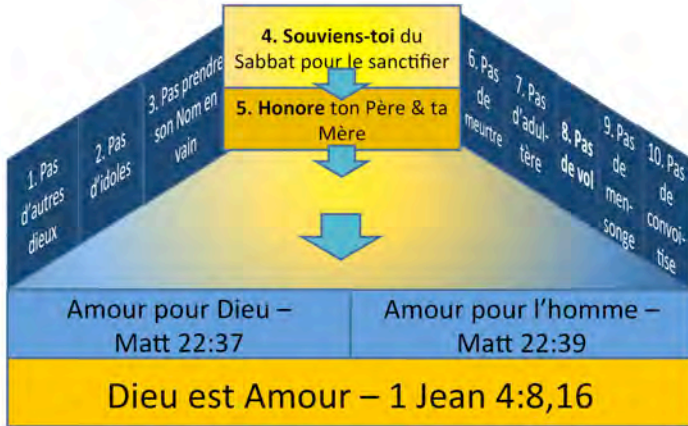 4. Souviens-toi du
Sabbat pour le sanctifier
5. Honore ton Père & ta
Mère
1. Pas
d'autres
dieux
2. Pas
d'idoles
3. Pas prendre
son Nom en
vain
6. Pas
de
meurtre
7. Pas
d'adul-
tère
8. Pas
de vol
9. Pas
de
men-
songe
10. Pas
de
convoi-
tise
Amour pour Dieu –
Matt 22:37
Amour pour l'homme –
Matt 22:39
Dieu est Amour – 1 Jean 4:8,16